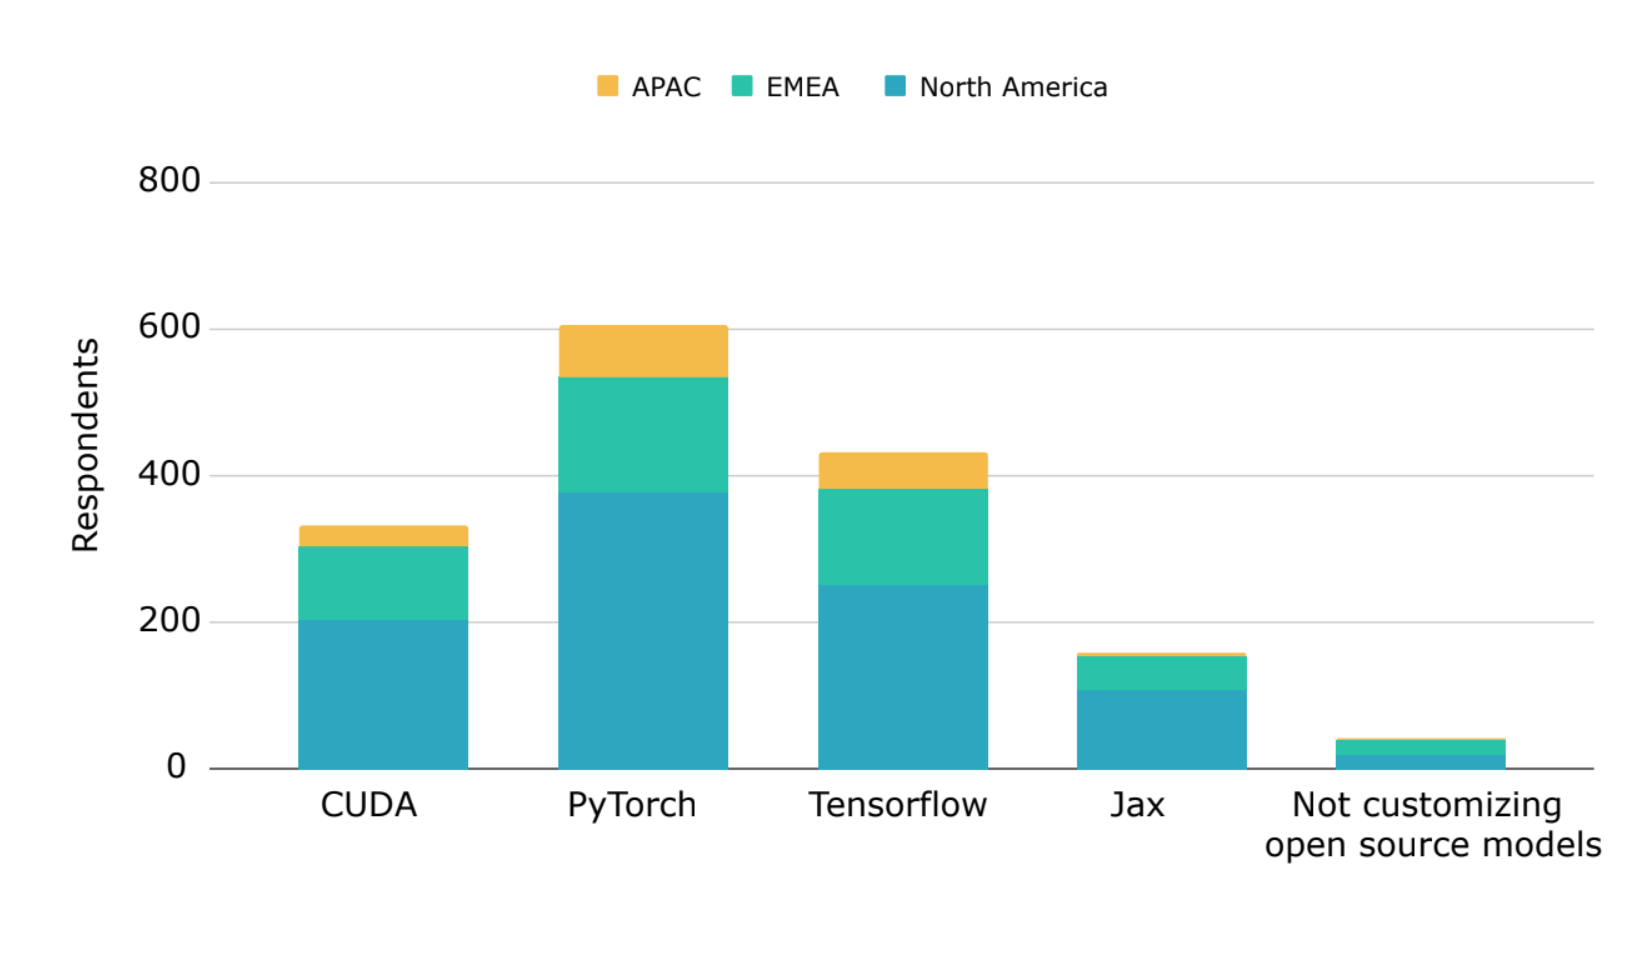 APAC EMEA North America
800
600
400
200
0
Respondents
CUDA PyTorch Tensorflow Jax Not customizing
open source models